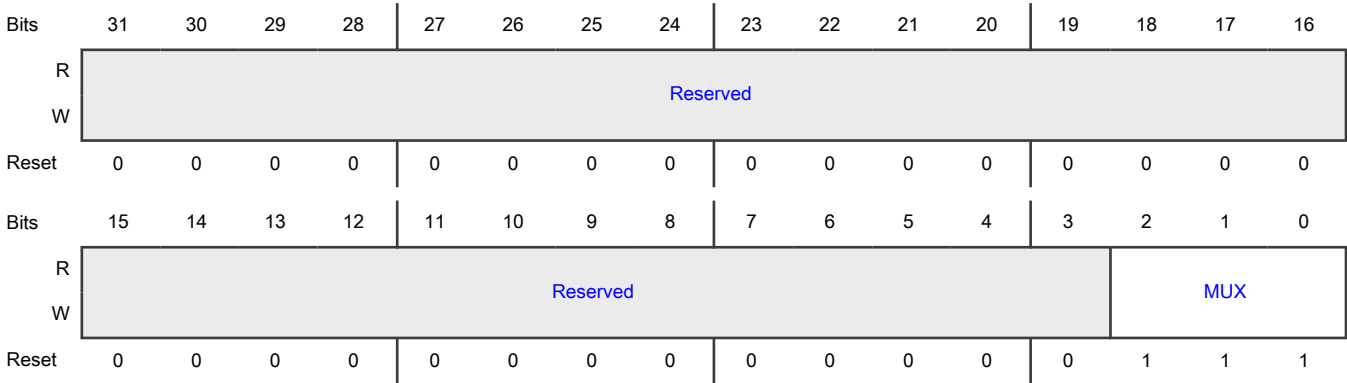 Bits 31 30 29 28 27 26 25 24 23 22 21 20 19 18 17 16
R
Reserved
W
Reset 0 0 0 0 0 0 0 0 0 0 0 0 0 0 0 0
Bits 15 14 13 12 11 10 9 8 7 6 5 4 3 2 1 0
R
Reserved MUX
W
Reset 0 0 0 0 0 0 0 0 0 0 0 0 0 1 1 1